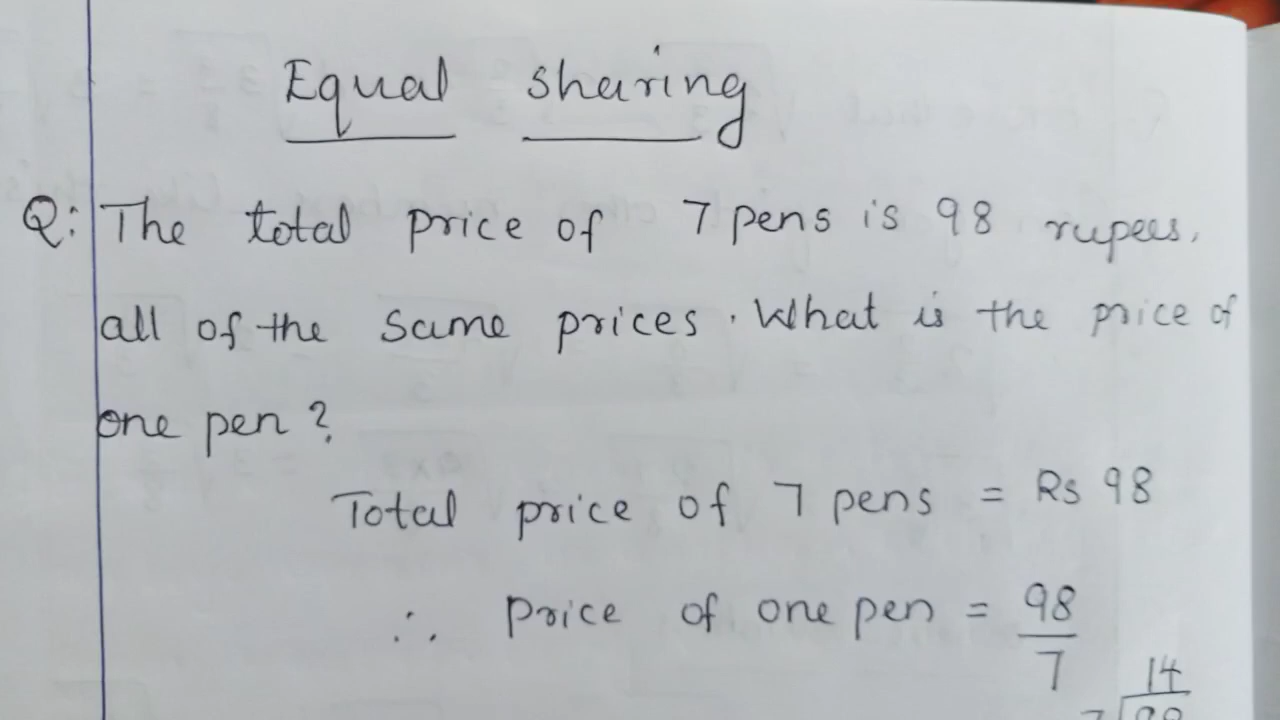 Equal sharing
Q: The total price of 7 pens is 98 rupees,
all of the same prices. What is the price of
one pen?
Total price of 7 pens = Rs 98
∴ Price of one pen = 98/7
14